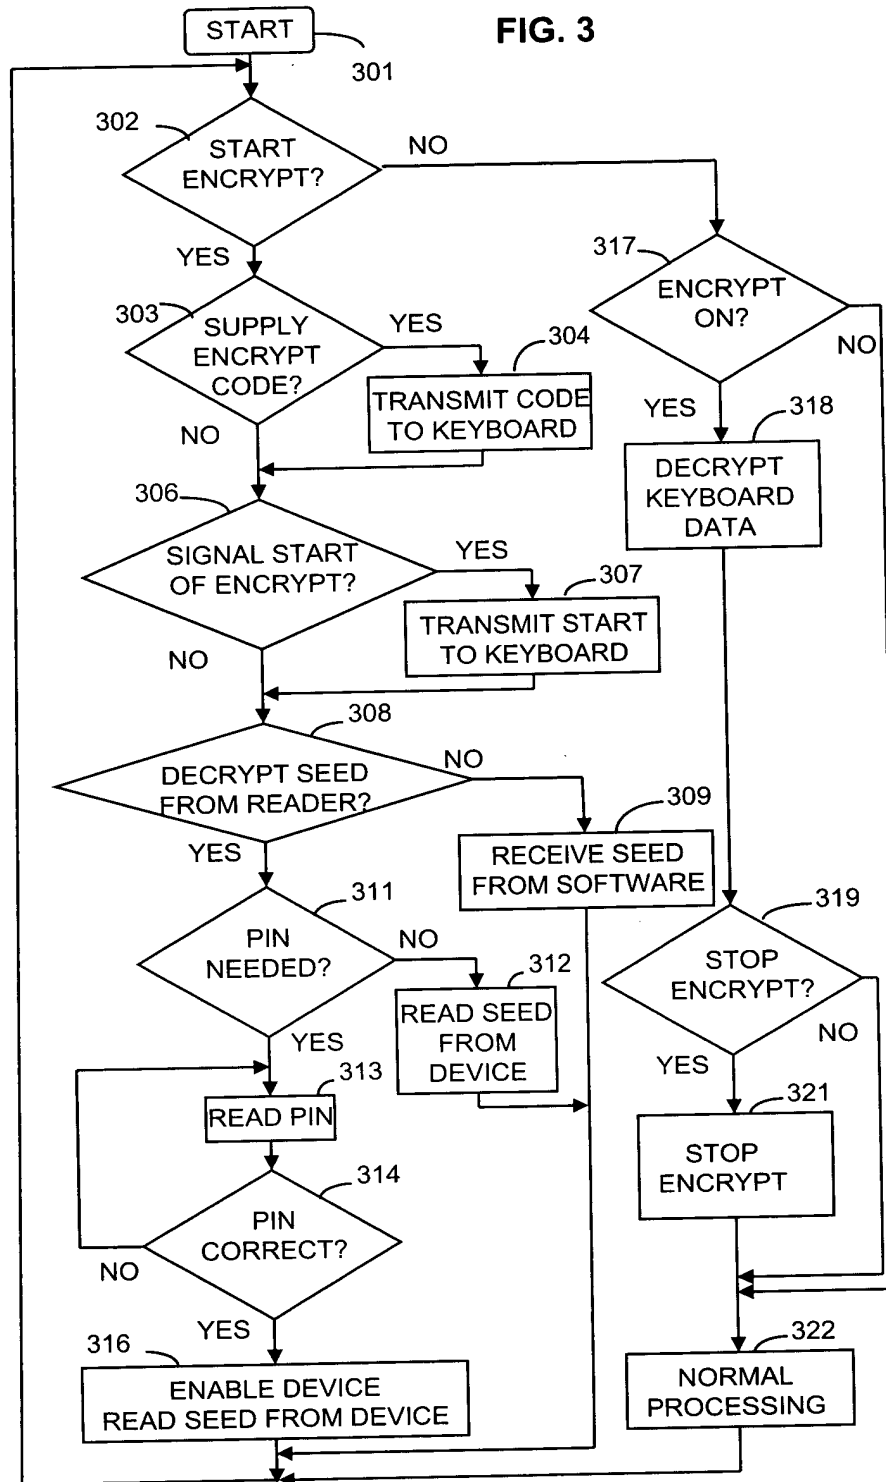 FIG. 3
START
301
302
START
ENCRYPT?
NO
YES
303
SUPPLY
ENCRYPT
CODE?
YES
304
TRANSMIT CODE
TO KEYBOARD
NO
306
SIGNAL START
OF ENCRYPT?
YES
307
TRANSMIT START
TO KEYBOARD
NO
308
DECRYPT SEED
FROM READER?
NO
309
RECEIVE SEED
FROM SOFTWARE
YES
311
PIN
NEEDED?
NO
312
READ SEED
FROM
DEVICE
YES
313
READ PIN
314
PIN
CORRECT?
NO
YES
316
ENABLE DEVICE
READ SEED FROM DEVICE
317
ENCRYPT
ON?
NO
YES
318
DECRYPT
KEYBOARD
DATA
319
STOP
ENCRYPT?
NO
YES
321
STOP
ENCRYPT
322
NORMAL
PROCESSING